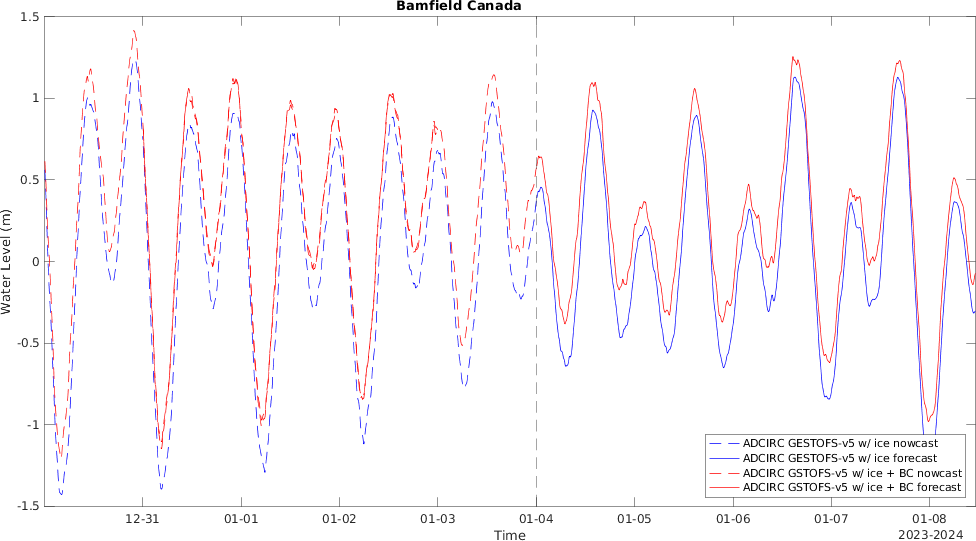 Bamfield Canada
1.5
1
0.5
0
-0.5
-1
-1.5
Water Level (m)
12-31
01-01
01-02
01-03
01-04
01-05
01-06
01-07
01-08
Time
2023-2024
ADCIRC GESTOFS-v5 w/ ice nowcast
ADCIRC GESTOFS-v5 w/ ice forecast
ADCIRC GSTOFS-v5 w/ ice + BC nowcast
ADCIRC GSTOFS-v5 w/ ice + BC forecast